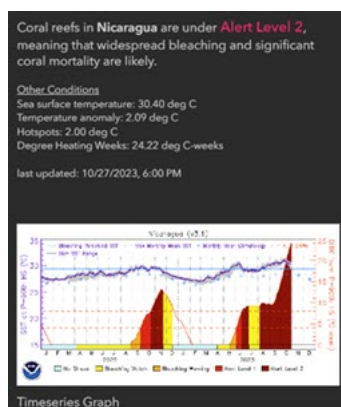 Coral reefs in Nicaragua are under Alert Level 2,
meaning that widespread bleaching and significant
coral mortality are likely.
Other Conditions
Sea surface temperature: 30.40 deg C
Temperature anomaly: 2.09 deg C
Hotspots: 2.00 deg C
Degree Heating Weeks: 24.22 deg C-weeks
last updated: 10/27/2023, 6:00 PM
Nicaragua
J F M A M J J A S O N D J F M A M J J A S O N D
2022 2023
No Stress Bleaching Watch Bleaching Warning Alert Level 1 Alert Level 2
Timeseries Graph